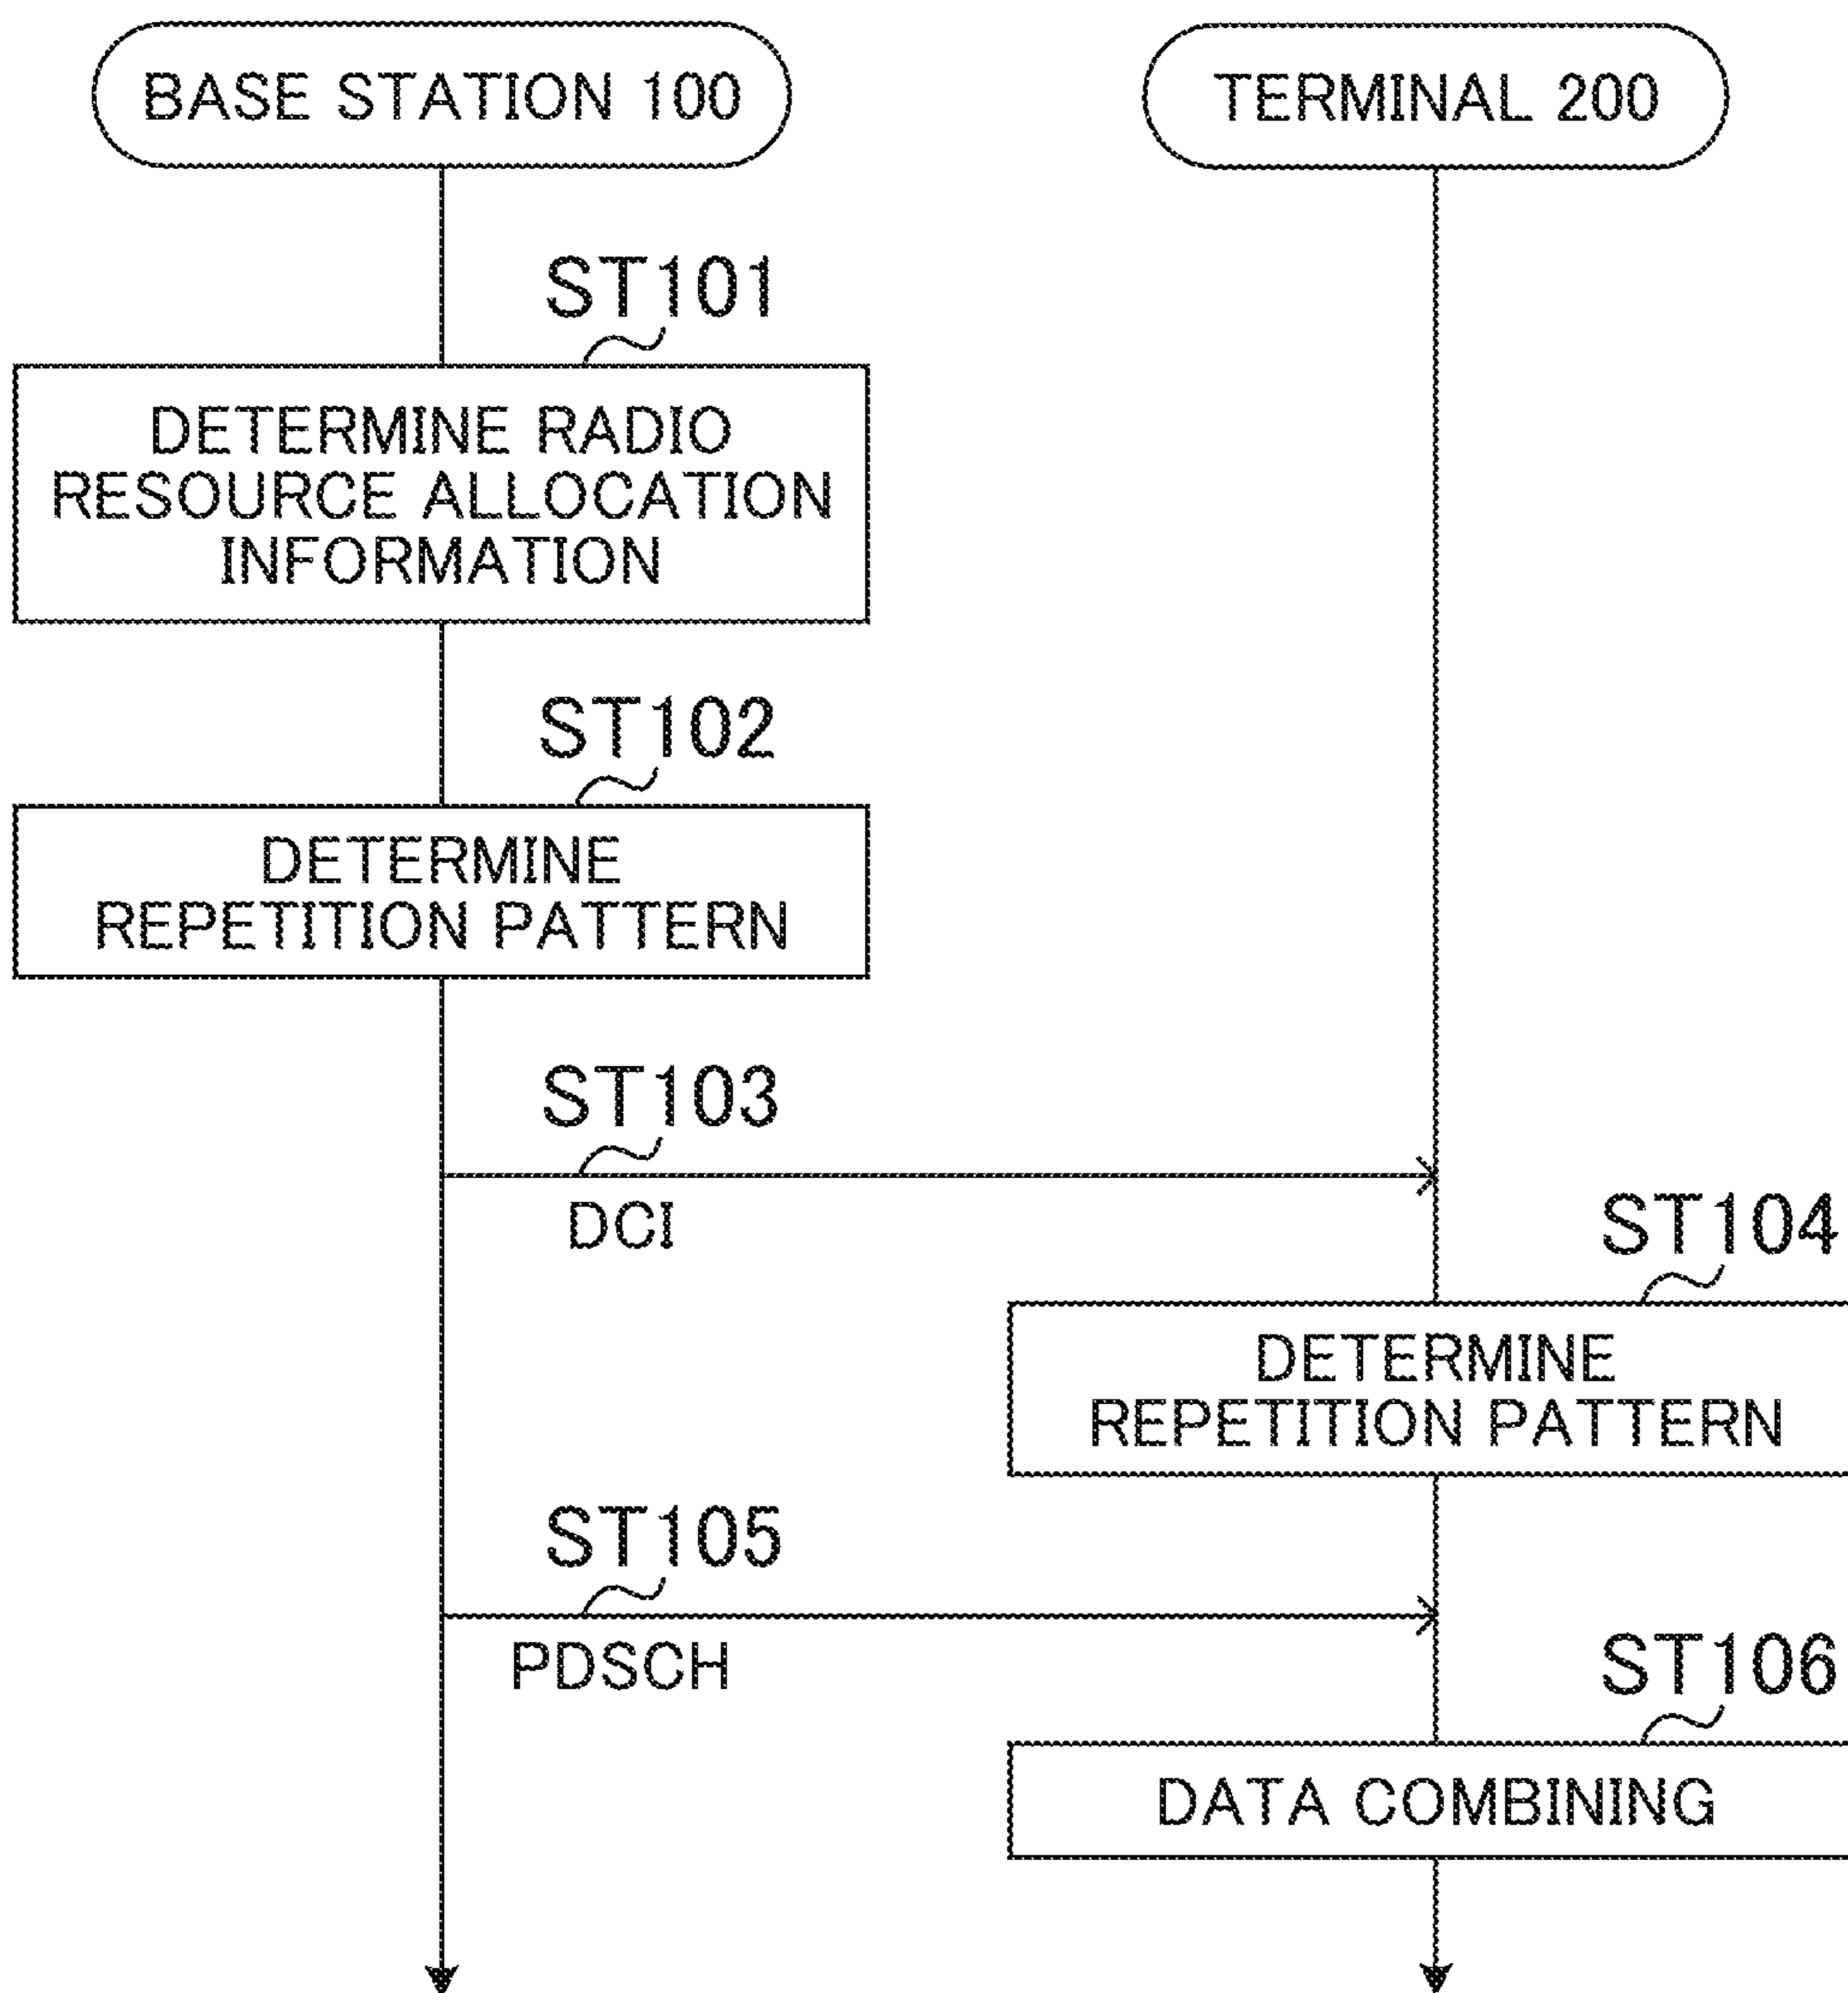 BASE STATION 100
TERMINAL 200
ST101
DETERMINE RADIO
RESOURCE ALLOCATION
INFORMATION
ST102
DETERMINE
REPETITION PATTERN
ST103
DCI
ST104
DETERMINE
REPETITION PATTERN
ST105
PDSCH
ST106
DATA COMBINING